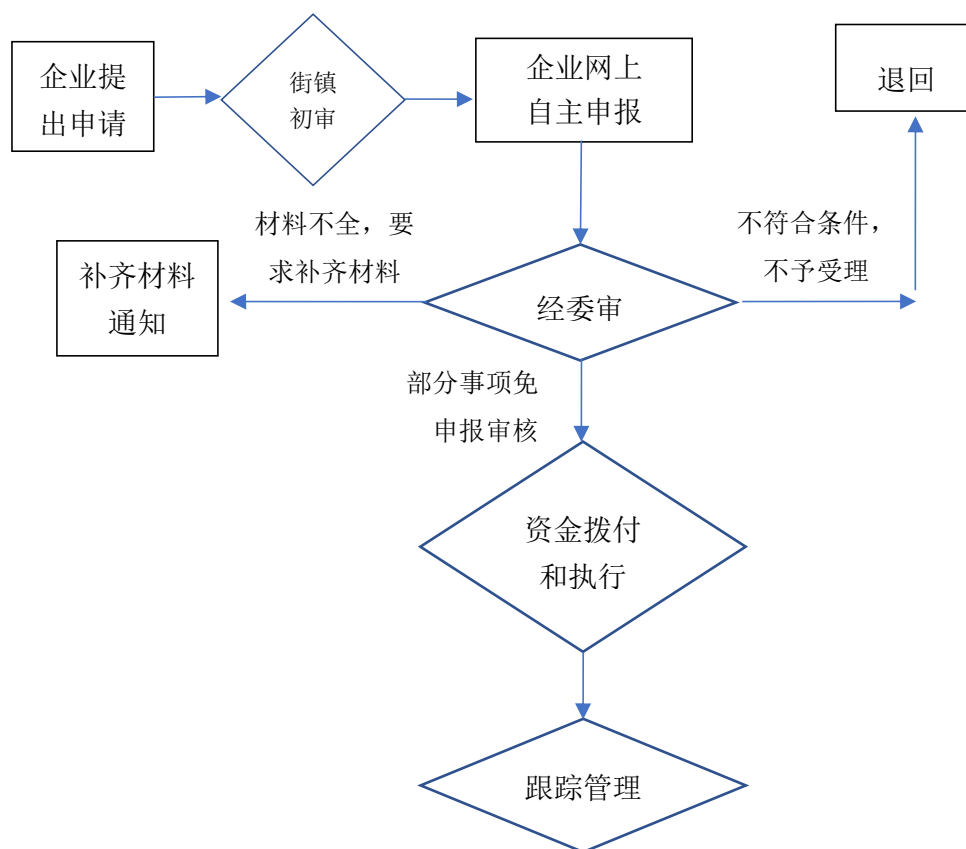 企业提
出申请
街镇
初审
企业网上
自主申报
退回
材料不全，要
求补齐材料
不符合条件，
不予受理
补齐材料
通知
经委审
部分事项免
申报审核
资金拨付
和执行
跟踪管理